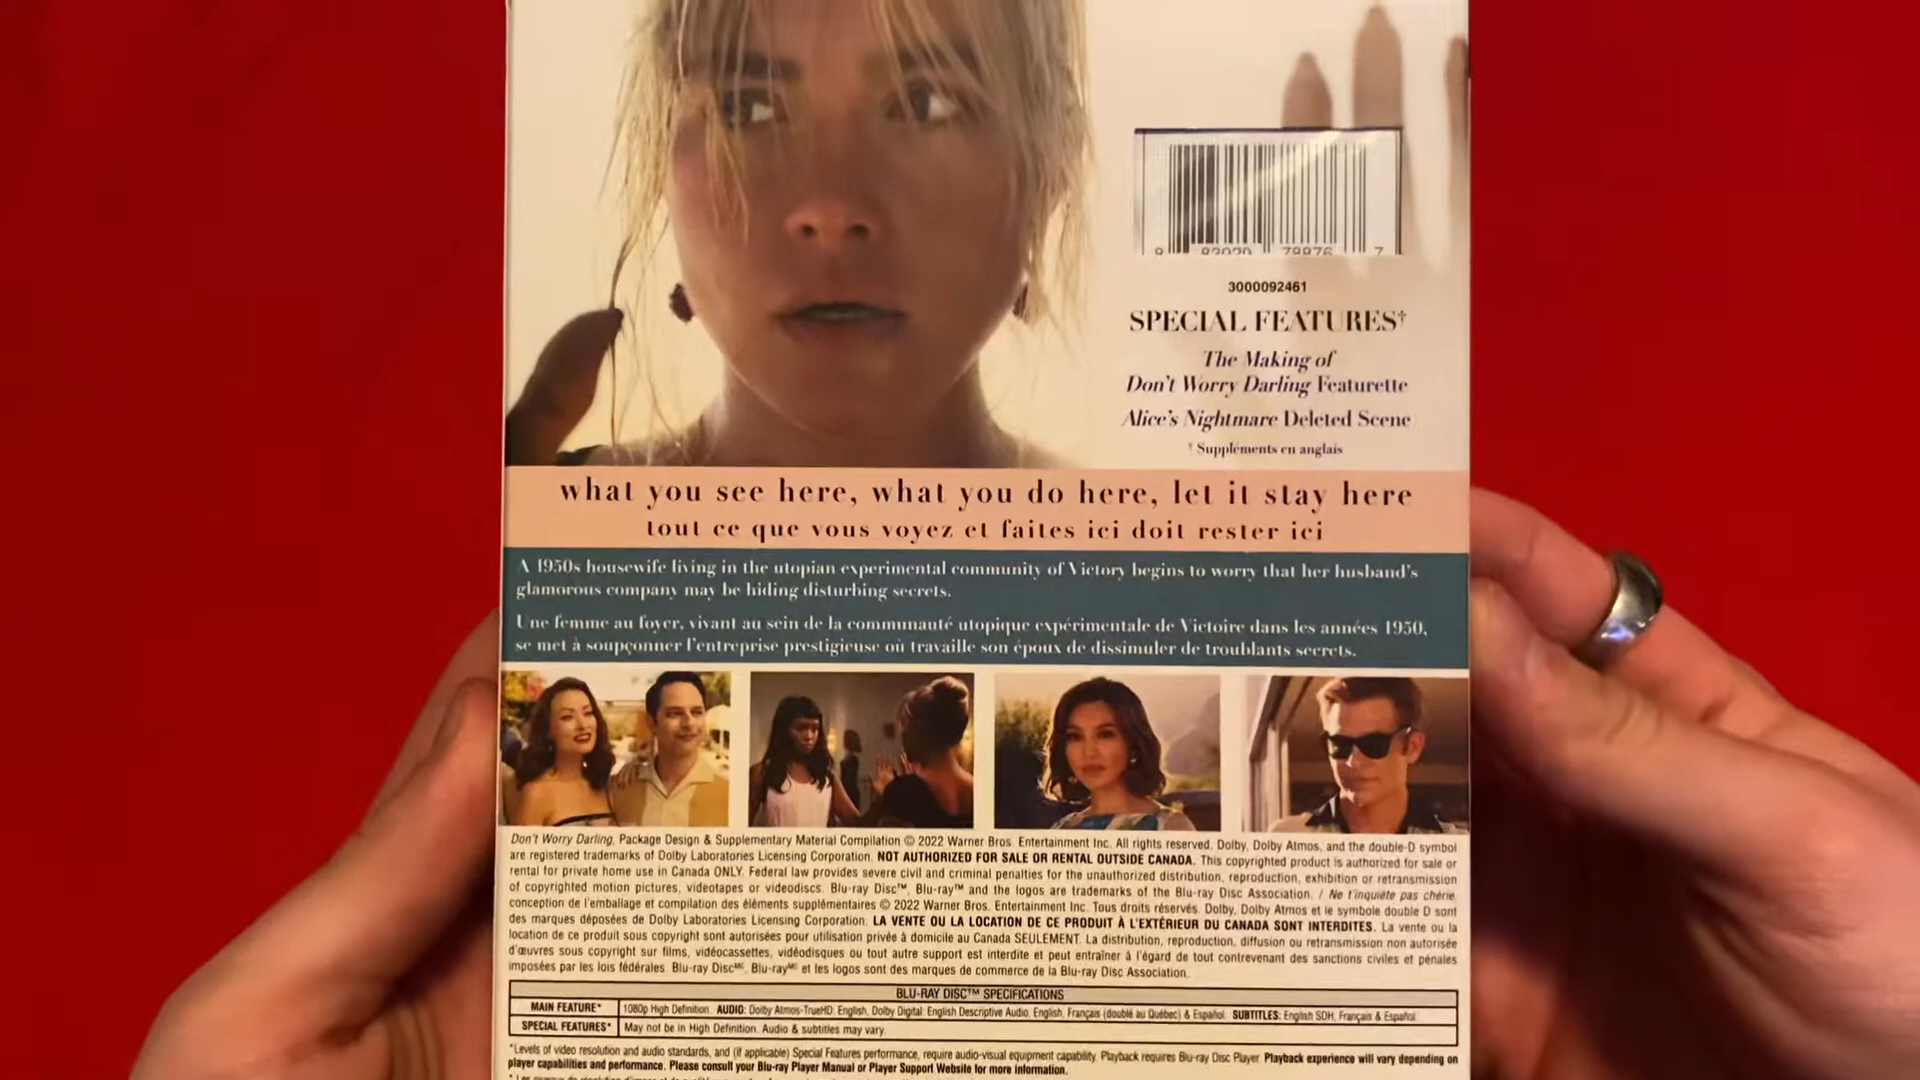 3000092461
SPECIAL FEATURES†
The Making of
Don't Worry Darling Featurette
Alice's Nightmare Deleted Scene
† Suppléments en anglais
what you see here, what you do here, let it stay here
tout ce que vous voyez et faites ici doit rester ici
A 1950s housewife living in the utopian experimental community of Victory begins to worry that her husband's
glamorous company may be hiding disturbing secrets.
Une femme au foyer, vivant au sein de la communauté utopique expérimentale de Victoire dans les années 1950,
se met à soupçonner l'entreprise prestigieuse où travaille son époux de dissimuler de troublants secrets.
Don't Worry Darling, Package Design & Supplementary Material Compilation © 2022 Warner Bros. Entertainment Inc. All rights reserved. Dolby, Dolby Atmos, and the double-D symbol
are registered trademarks of Dolby Laboratories Licensing Corporation. NOT AUTHORIZED FOR SALE OR RENTAL OUTSIDE CANADA. This copyrighted product is authorized for sale or
rental for private home use in Canada ONLY. Federal law provides severe civil and criminal penalties for the unauthorized distribution, reproduction, exhibition or retransmission
of copyrighted motion pictures, videotapes or videodiscs. Blu-ray Disc™, Blu-ray™ and the logos are trademarks of the Blu-ray Disc Association. / Ne t'inquiète pas chérie,
conception de l'emballage et compilation des éléments supplémentaires © 2022 Warner Bros. Entertainment Inc. Tous droits réservés. Dolby, Dolby Atmos et le symbole double D sont
des marques déposées de Dolby Laboratories Licensing Corporation. LA VENTE OU LA LOCATION DE CE PRODUIT À L'EXTÉRIEUR DU CANADA SONT INTERDITES. La vente ou la
location de ce produit sous copyright sont autorisées pour utilisation privée à domicile au Canada SEULEMENT. La distribution, reproduction, diffusion ou retransmission non autorisée
d'œuvres sous copyright sur films, vidéocassettes, vidéodisques ou tout autre support est interdite et peut entraîner à l'égard de tout contrevenant des sanctions civiles et pénales
imposées par les lois fédérales. Blu-ray Disc MC, Blu-ray MC et les logos sont des marques de commerce de la Blu-ray Disc Association.
BLU-RAY DISC™ SPECIFICATIONS
MAIN FEATURE* 1080p High Definition. AUDIO: Dolby Atmos-TrueHD: English, Dolby Digital: English Descriptive Audio, English, Français (doublé au Québec) & Español. SUBTITLES: English SDH, Français & Español
SPECIAL FEATURES* May not be in High Definition. Audio & subtitles may vary.
*Levels of video resolution and audio standards, and (if applicable) Special Features performance, require audio-visual equipment capability. Playback requires Blu-ray Disc Player. Playback experience will vary depending on
player capabilities and performance. Please consult your Blu-ray Player Manual or Player Support Website for more information.